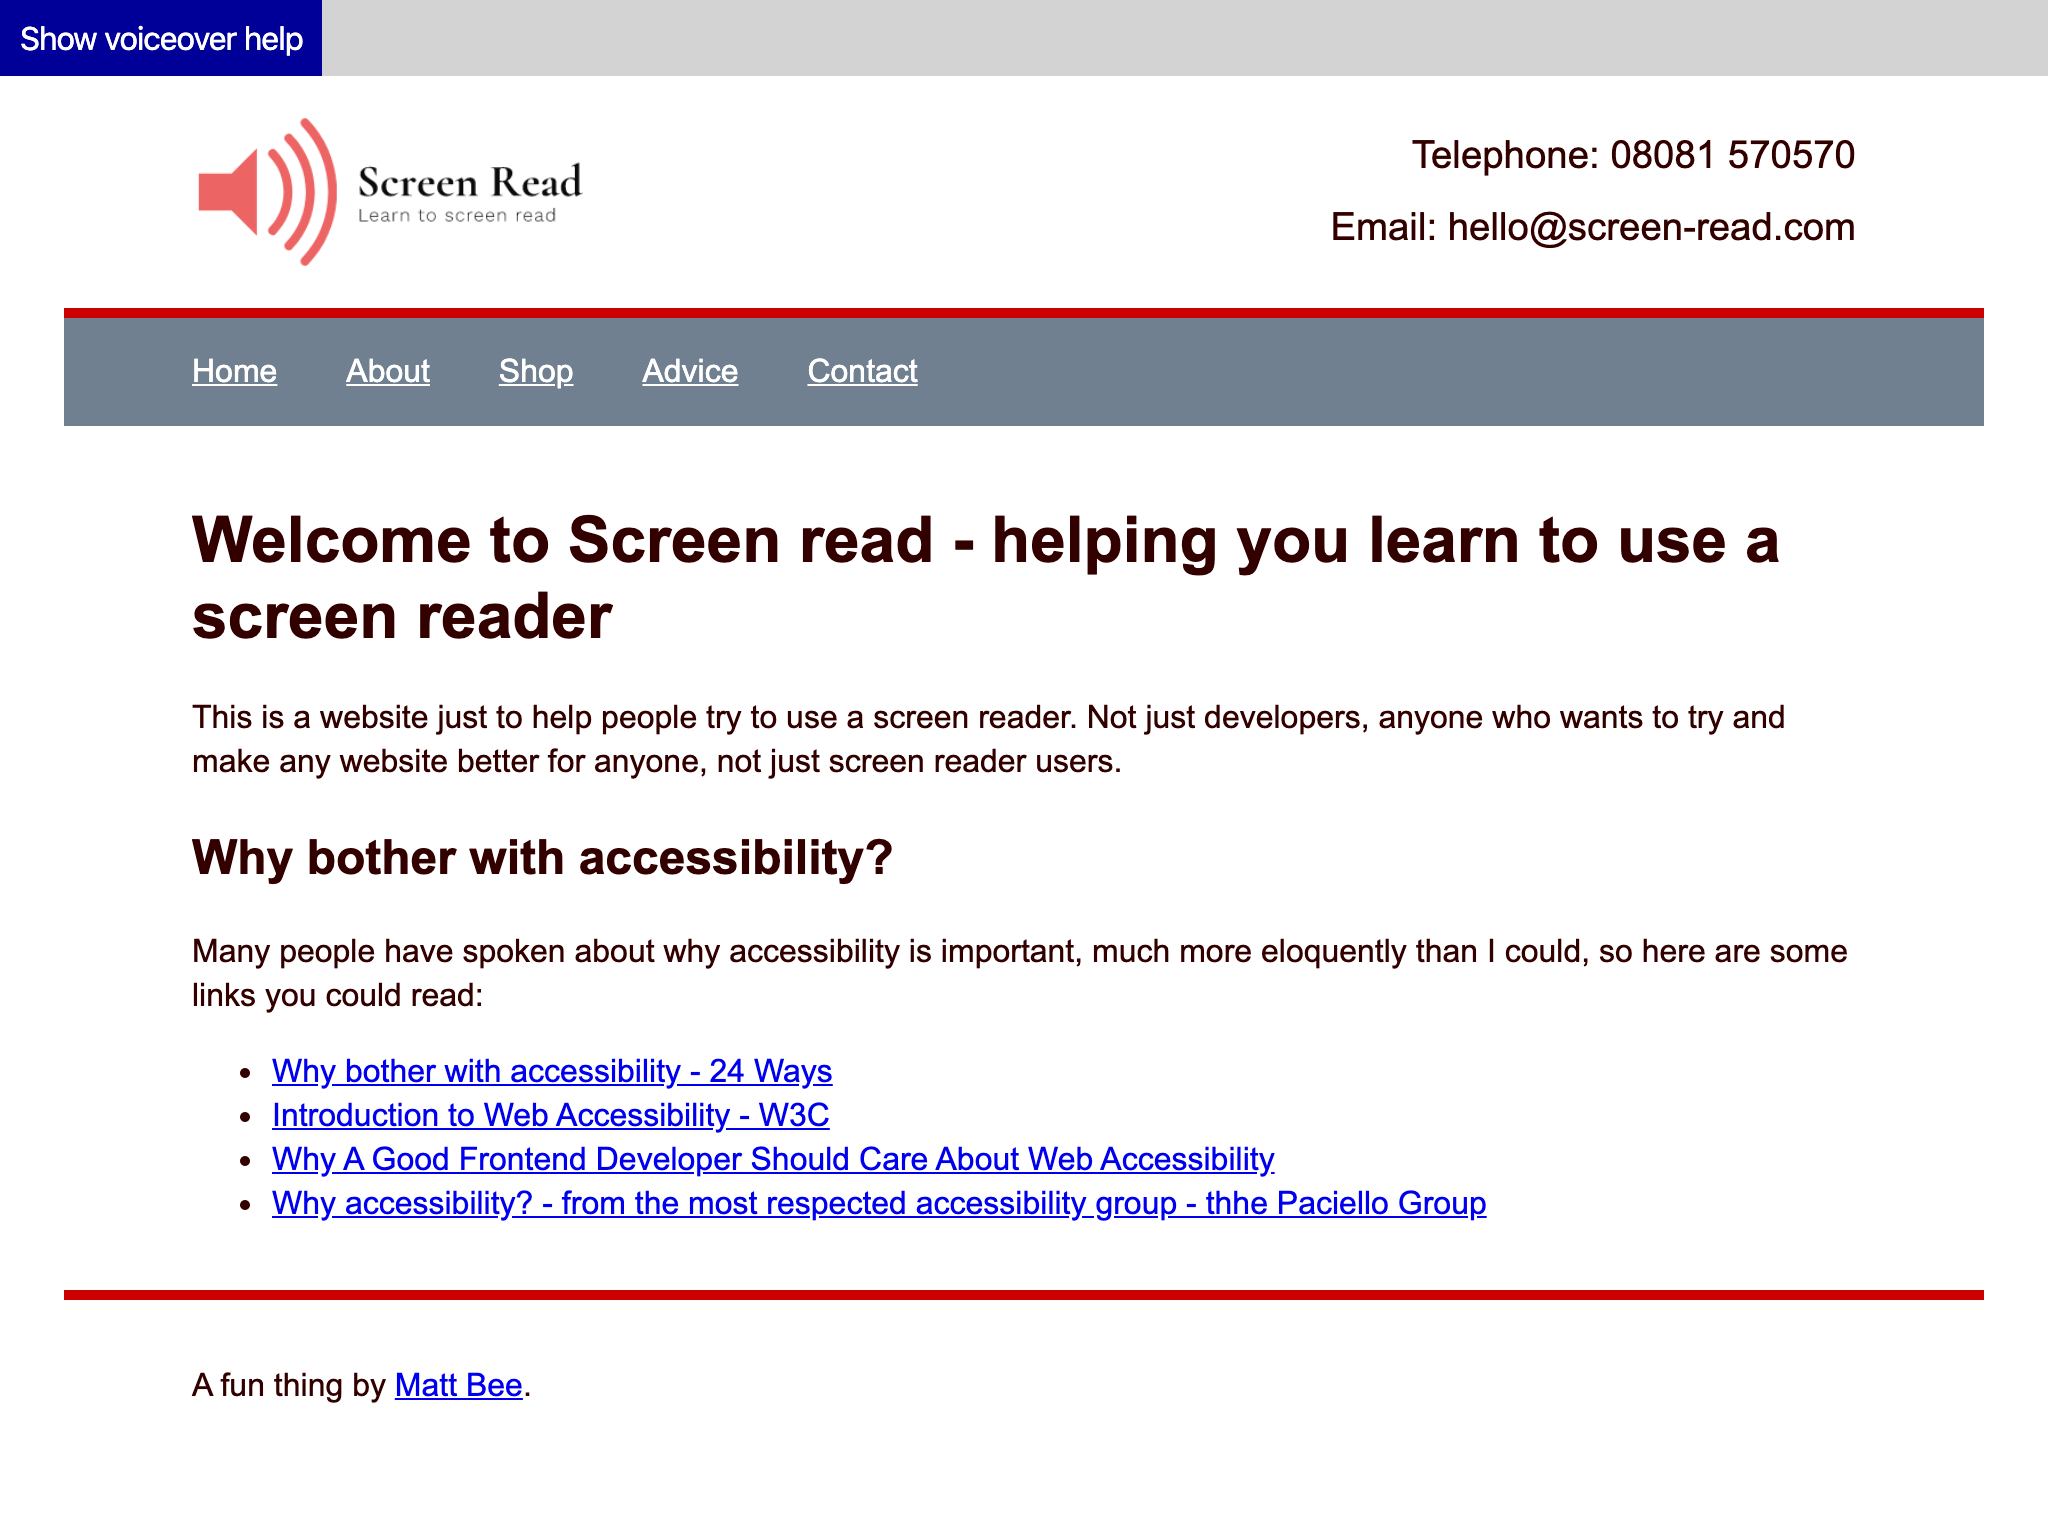 Show voiceover help
Screen Read
Learn to screen read
Telephone: 08081 570570
Email: hello@screen-read.com
Home About Shop Advice Contact
Welcome to Screen read - helping you learn to use a
screen reader
This is a website just to help people try to use a screen reader. Not just developers, anyone who wants to try and
make any website better for anyone, not just screen reader users.
Why bother with accessibility?
Many people have spoken about why accessibility is important, much more eloquently than I could, so here are some
links you could read:
• Why bother with accessibility - 24 Ways
• Introduction to Web Accessibility - W3C
• Why A Good Frontend Developer Should Care About Web Accessibility
• Why accessibility? - from the most respected accessibility group - thhe Paciello Group
A fun thing by Matt Bee.